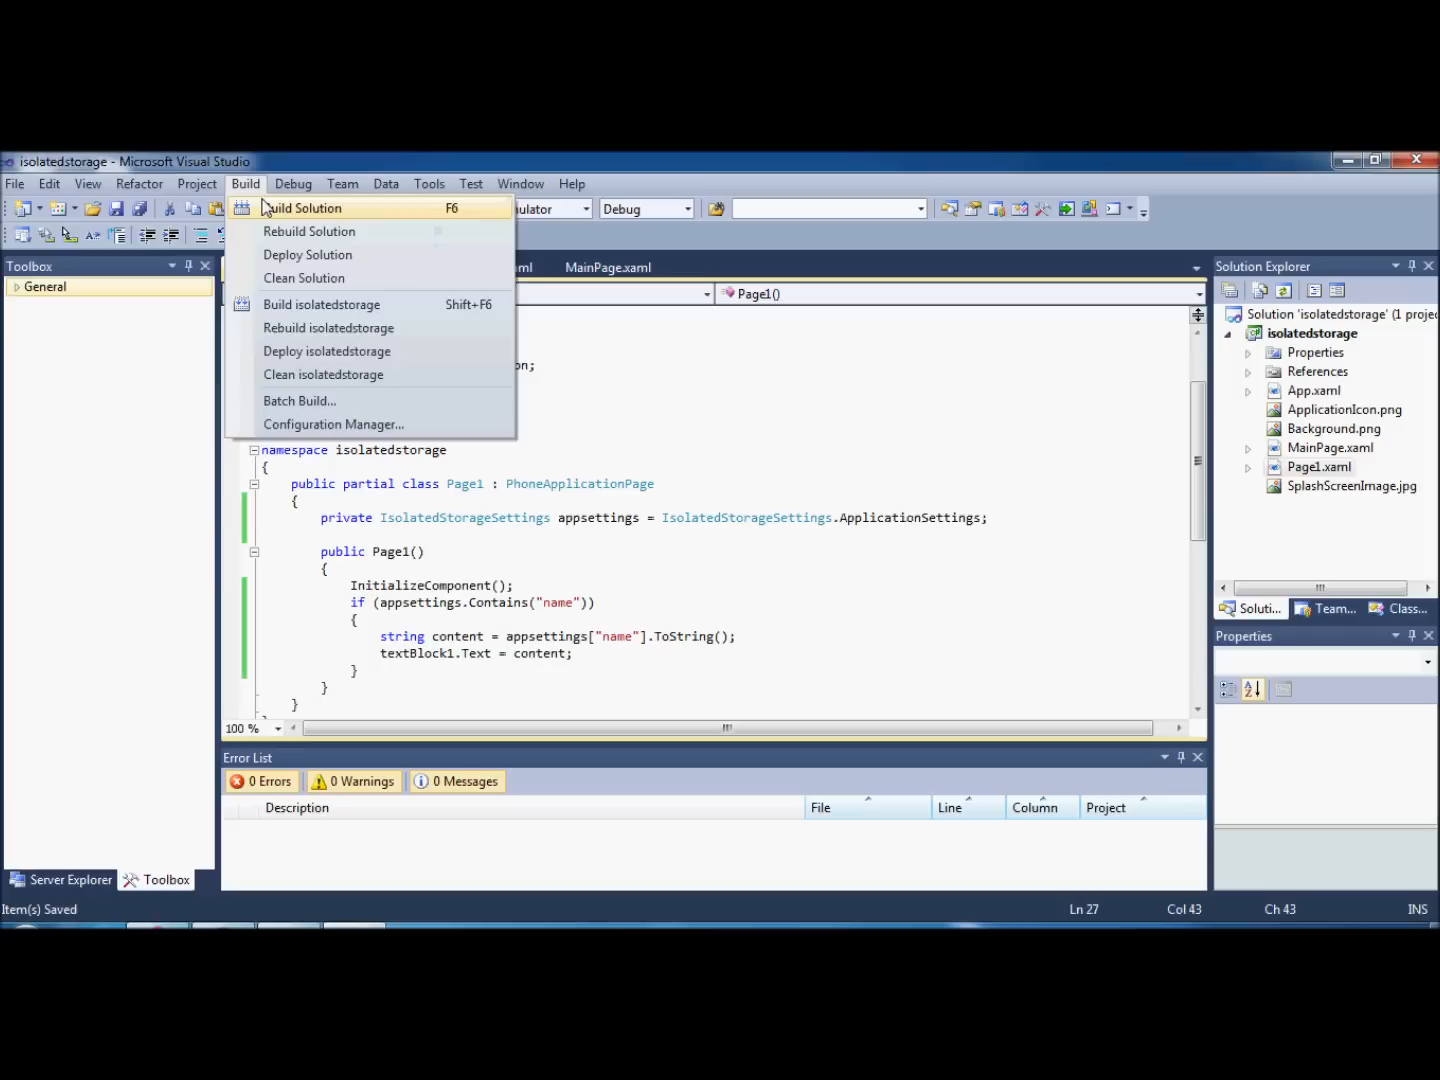 isolatedstorage - Microsoft Visual Studio
File Edit View Refactor Project Build Debug Team Data Tools Test Window Help
Build Solution F6
Debug
Rebuild Solution
Deploy Solution
Clean Solution
Build isolatedstorage Shift+F6
Rebuild isolatedstorage
Deploy isolatedstorage
Clean isolatedstorage
Batch Build...
Configuration Manager...
Toolbox
General
MainPage.xaml
Page1()
on;
namespace isolatedstorage
{
public partial class Page1 : PhoneApplicationPage
{
private IsolatedStorageSettings appsettings = IsolatedStorageSettings.ApplicationSettings;
public Page1()
{
InitializeComponent();
if (appsettings.Contains("name"))
{
string content = appsettings["name"].ToString();
textBlock1.Text = content;
}
}
}
100 %
Solution Explorer
Solution 'isolatedstorage' (1 projec
isolatedstorage
Properties
References
App.xaml
ApplicationIcon.png
Background.png
MainPage.xaml
Page1.xaml
SplashScreenImage.jpg
Soluti... Team... Class...
Properties
Error List
0 Errors 0 Warnings 0 Messages
Description File Line Column Project
Server Explorer Toolbox
Item(s) Saved Ln 27 Col 43 Ch 43 INS